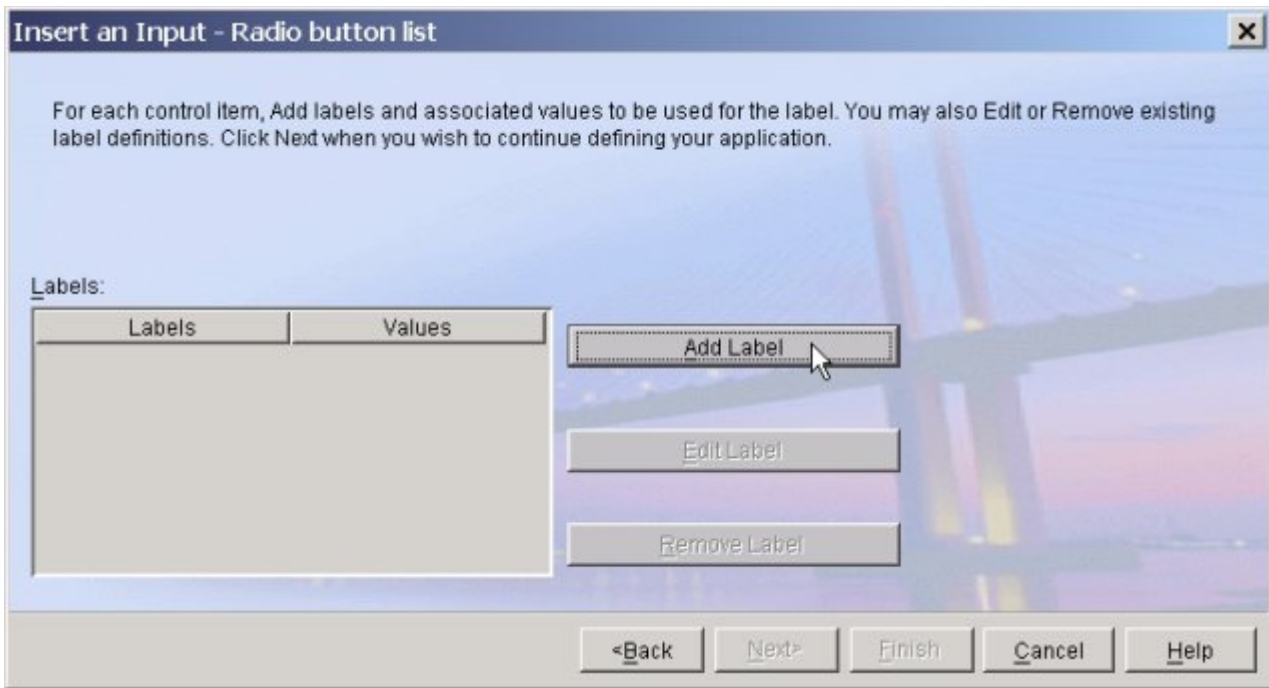 Insert an Input - Radio button list
For each control item, Add labels and associated values to be used for the label. You may also Edit or Remove existing
label definitions. Click Next when you wish to continue defining your application.
Labels:
Labels Values
Add Label
Edit Label
Remove Label
<Back Next> Finish Cancel Help